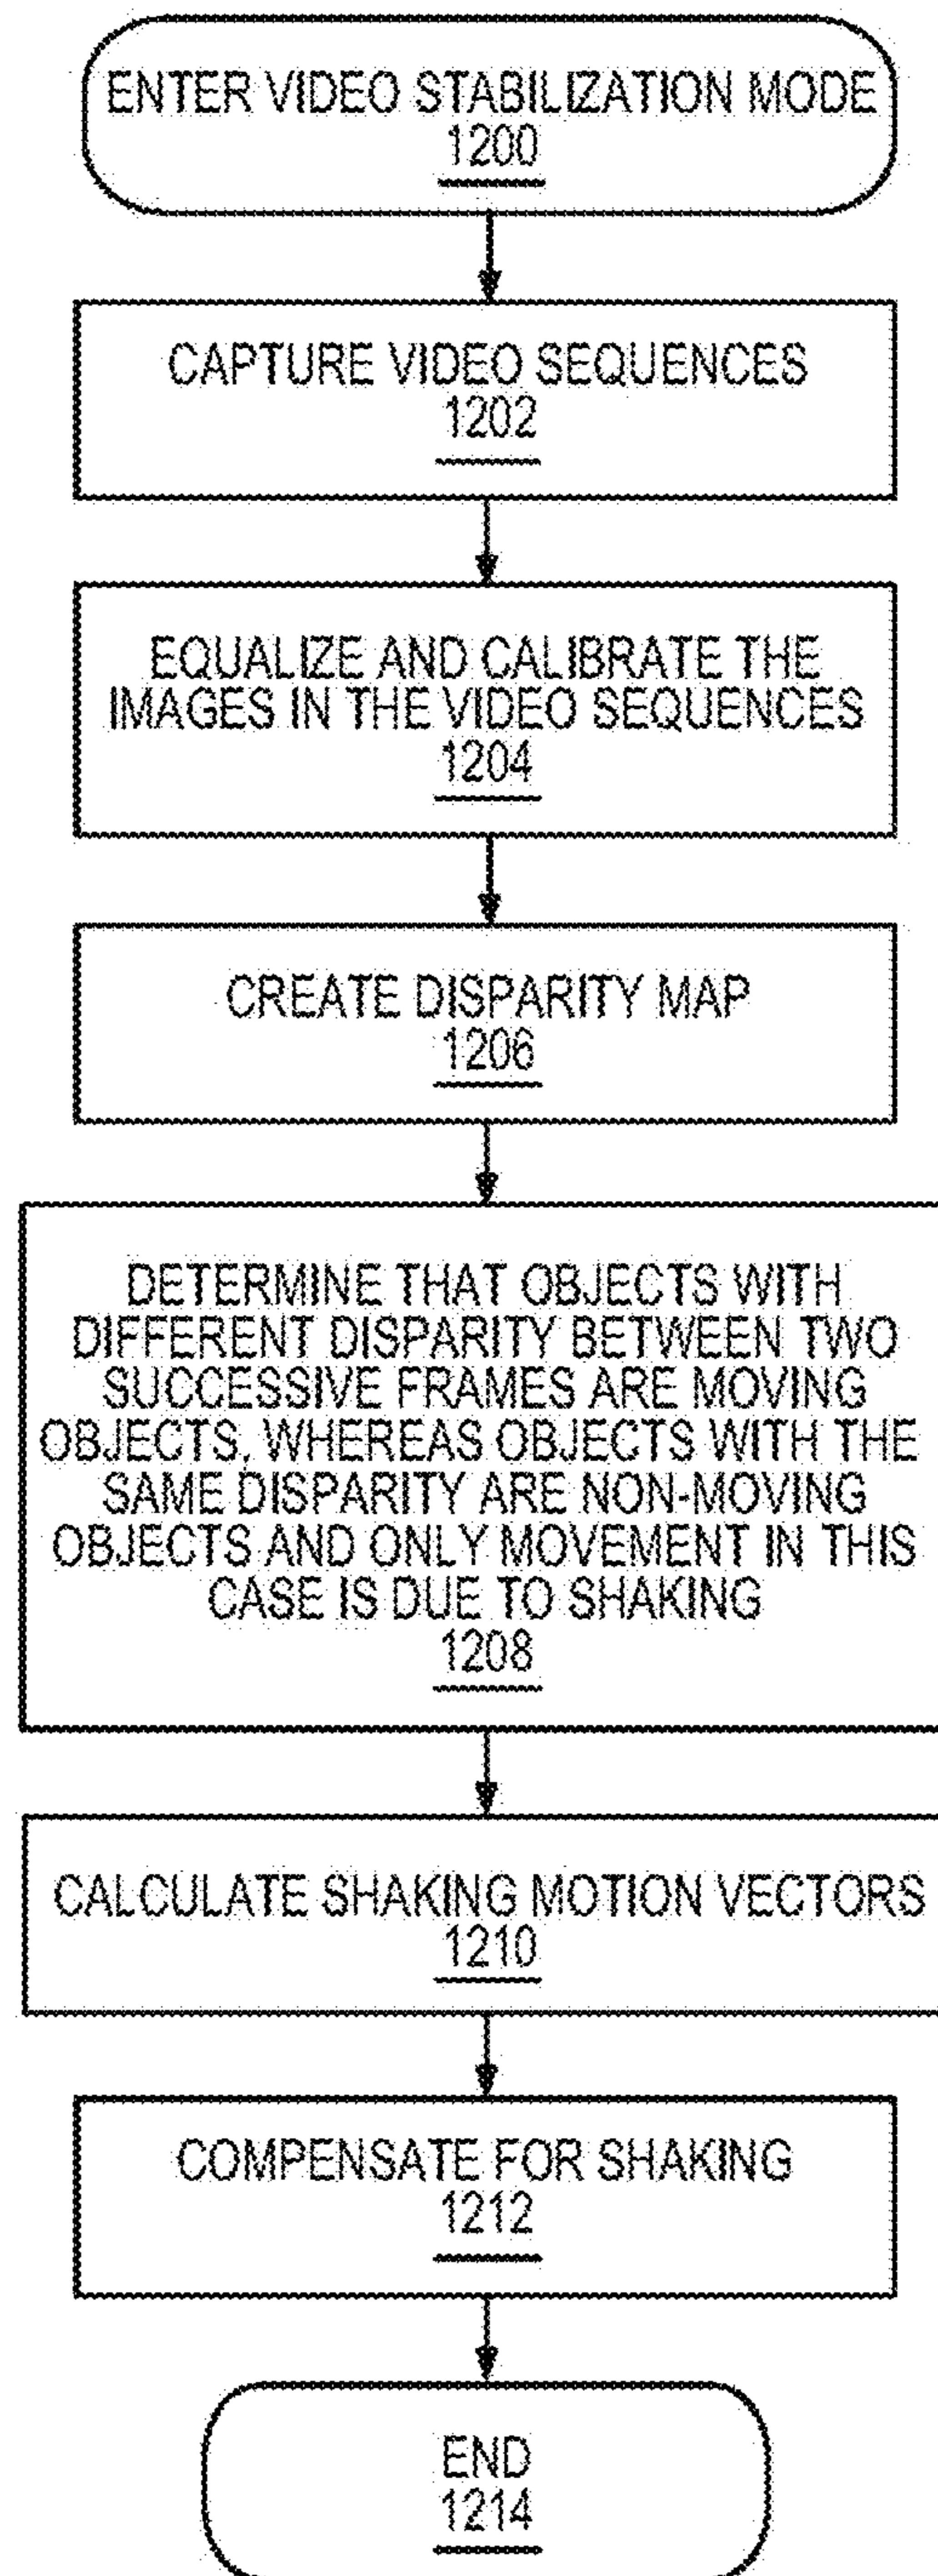 ENTER VIDEO STABILIZATION MODE
1200
CAPTURE VIDEO SEQUENCES
1202
EQUALIZE AND CALIBRATE THE
IMAGES IN THE VIDEO SEQUENCES
1204
CREATE DISPARITY MAP
1206
DETERMINE THAT OBJECTS WITH
DIFFERENT DISPARITY BETWEEN TWO
SUCCESSIVE FRAMES ARE MOVING
OBJECTS, WHEREAS OBJECTS WITH THE
SAME DISPARITY ARE NON-MOVING
OBJECTS AND ONLY MOVEMENT IN THIS
CASE IS DUE TO SHAKING
1208
CALCULATE SHAKING MOTION VECTORS
1210
COMPENSATE FOR SHAKING
1212
END
1214